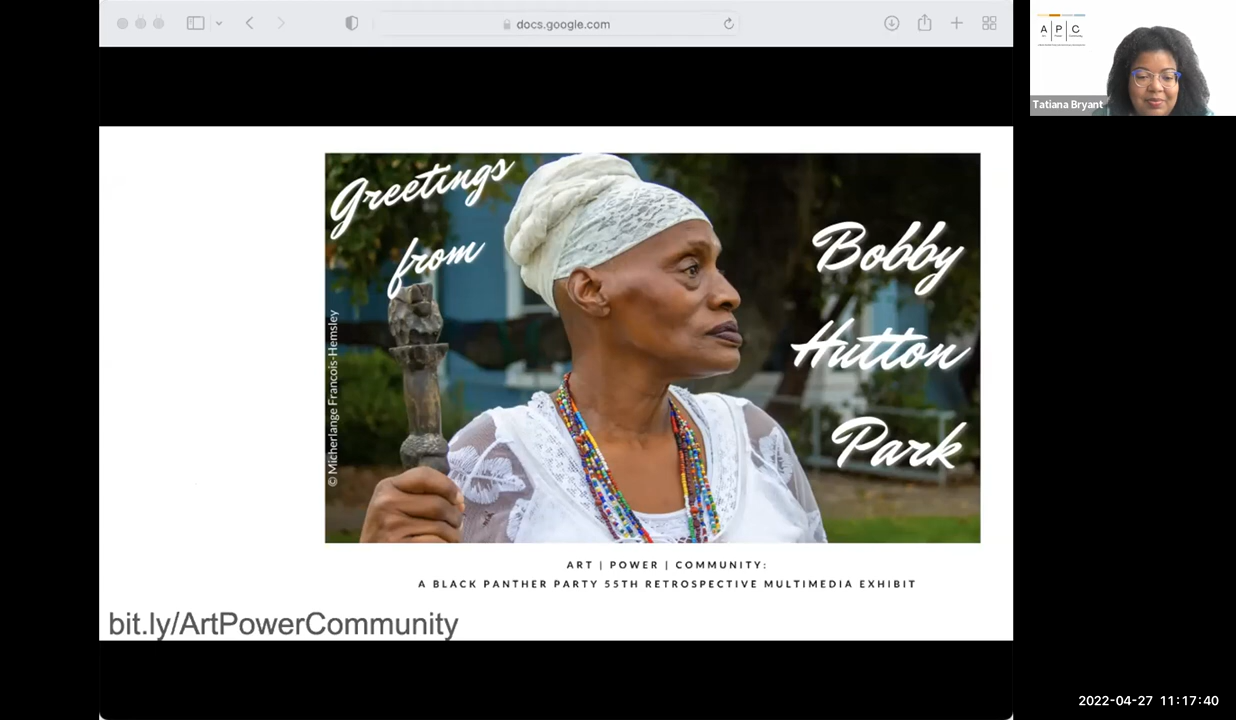 docs.google.com
A P C
Tatiana Bryant
Greetings
from
Bobby
Hutton
Park
© Micherlange Francois-Hemsley
ART | POWER | COMMUNITY:
A BLACK PANTHER PARTY 55TH RETROSPECTIVE MULTIMEDIA EXHIBIT
bit.ly/ArtPowerCommunity
2022-04-27 11:17:40